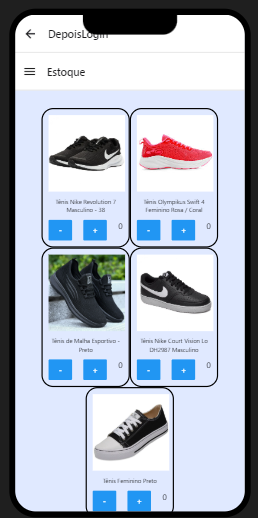 DepoisLogin
Estoque
Tênis Nike Revolution 7
Masculino - 38
- + 0
Tênis Olympikus Swift 4
Feminino Rosa / Coral
- + 0
Tênis de Malha Esportivo -
Preto
- + 0
Tênis Nike Court Vision Lo
DH2987 Masculino
- + 0
Tênis Feminino Preto
- + 0